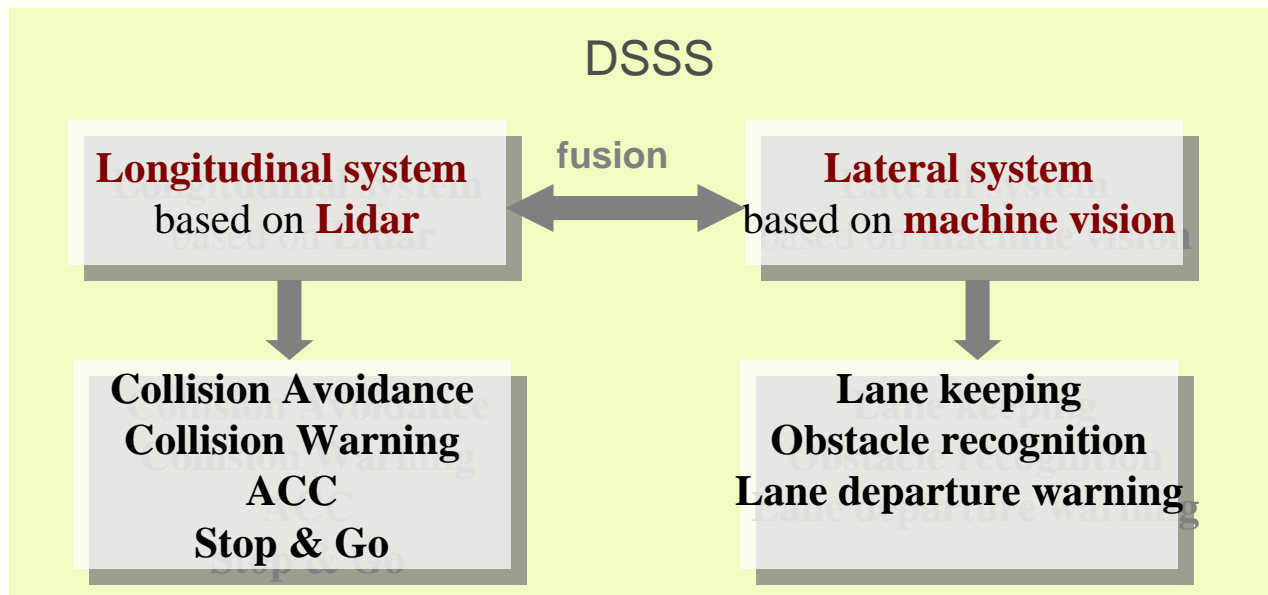 DSSS
Longitudinal system
based on Lidar
fusion
Lateral system
based on machine vision
Collision Avoidance
Collision Warning
ACC
Stop & Go
Lane keeping
Obstacle recognition
Lane departure warning